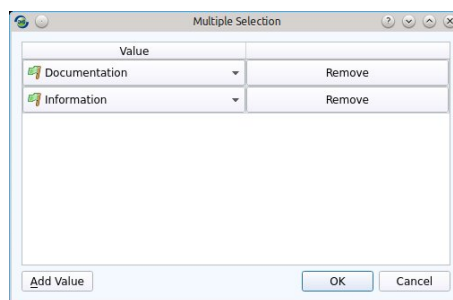 Multiple Selection
Value
Documentation Remove
Information Remove
Add Value OK Cancel